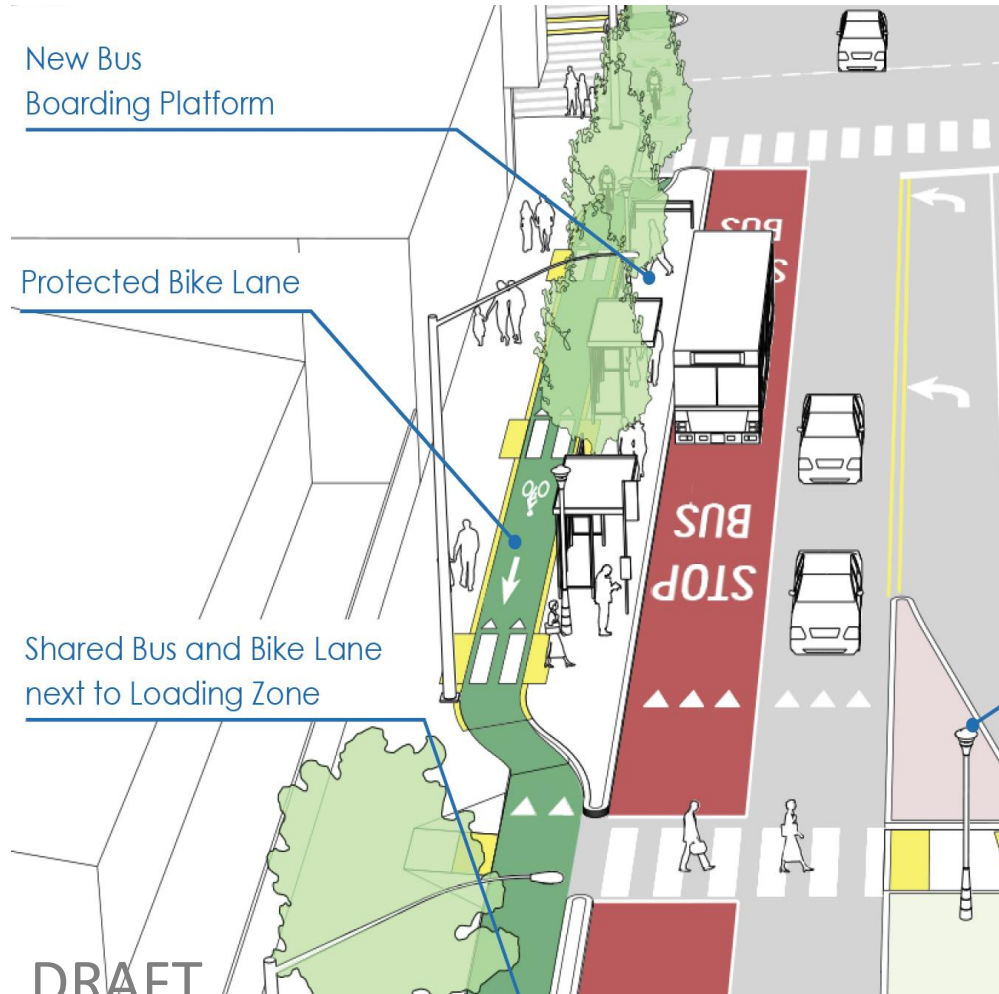 New Bus
Boarding Platform
BUS
Protected Bike Lane
BUS
STOP
Shared Bus and Bike Lane
next to Loading Zone
DRAFT